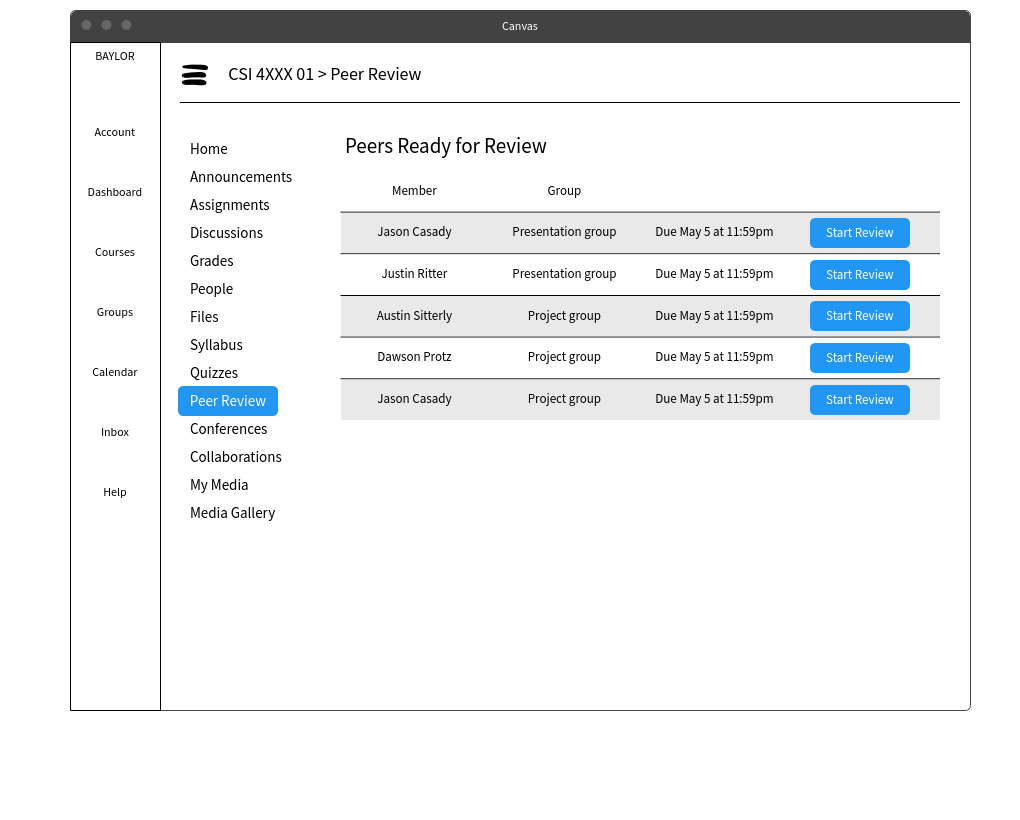 Canvas
BAYLOR
Account
Dashboard
Courses
Groups
Calendar
Inbox
Help
CSI 4XXX 01 > Peer Review
Home
Announcements
Assignments
Discussions
Grades
People
Files
Syllabus
Quizzes
Peer Review
Conferences
Collaborations
My Media
Media Gallery
Peers Ready for Review
Member Group
Jason Casady Presentation group Due May 5 at 11:59pm Start Review
Justin Ritter Presentation group Due May 5 at 11:59pm Start Review
Austin Sitterly Project group Due May 5 at 11:59pm Start Review
Dawson Protz Project group Due May 5 at 11:59pm Start Review
Jason Casady Project group Due May 5 at 11:59pm Start Review